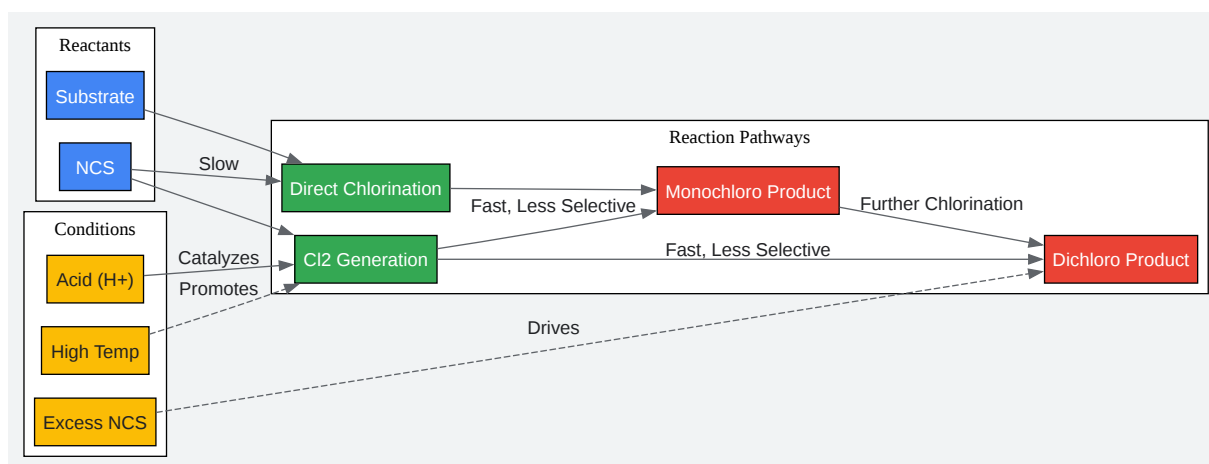 Reactants
Substrate
NCS
Slow
Conditions
Acid (H+)
Catalyzes
Promotes
High Temp
Excess NCS
Drives
Reaction Pathways
Direct Chlorination
Cl2 Generation
Fast, Less Selective
Fast, Less Selective
Monochloro Product
Further Chlorination
Dichloro Product